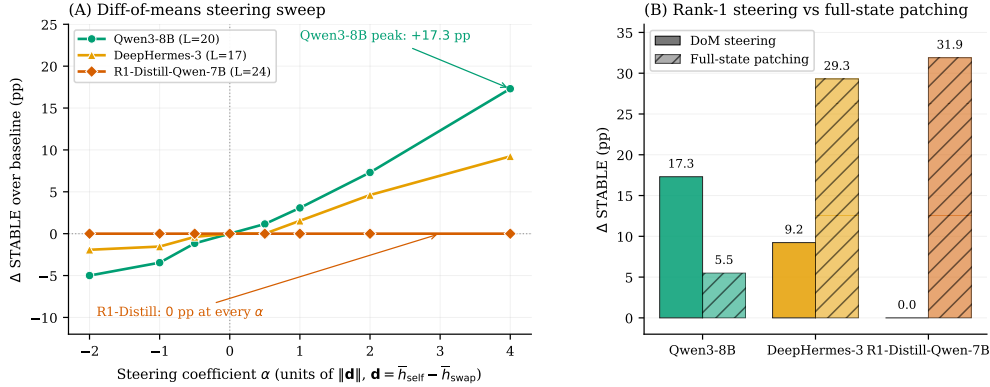 (A) Diff-of-means steering sweep
Δ STABLE over baseline (pp)
25
20
15
10
5
0
−5
−10
Qwen3-8B (L=20)
DeepHermes-3 (L=17)
R1-Distill-Qwen-7B (L=24)
Qwen3-8B peak: +17.3 pp
R1-Distill: 0 pp at every α
−2
−1
0
1
2
3
4
Steering coefficient α (units of ‖d‖, d = h̅self − h̅swap)
(B) Rank-1 steering vs full-state patching
Δ STABLE (pp)
35
30
25
20
15
10
5
0
DoM steering
Full-state patching
17.3
5.5
9.2
29.3
0.0
31.9
Qwen3-8B
DeepHermes-3
R1-Distill-Qwen-7B